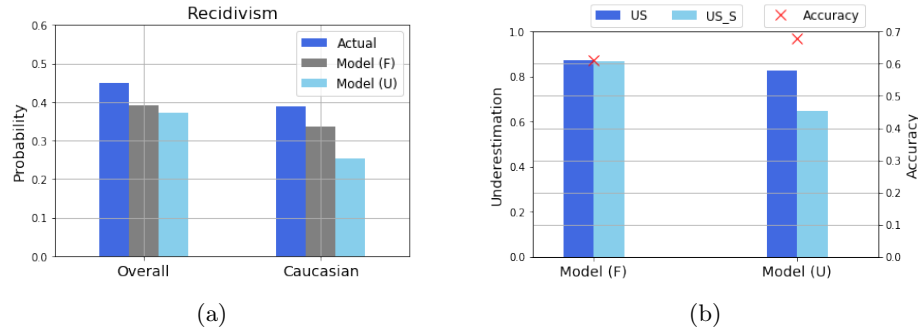 Recidivism
Probability
0.6
0.5
0.4
0.3
0.2
0.1
0.0
Actual
Model (F)
Model (U)
Overall
Caucasian
(a)
US
US_S
Accuracy
Underestimation
1.0
0.8
0.6
0.4
0.2
0.0
0.7
0.6
0.5
0.4
0.3
0.2
0.1
0.0
Accuracy
Model (F)
Model (U)
(b)